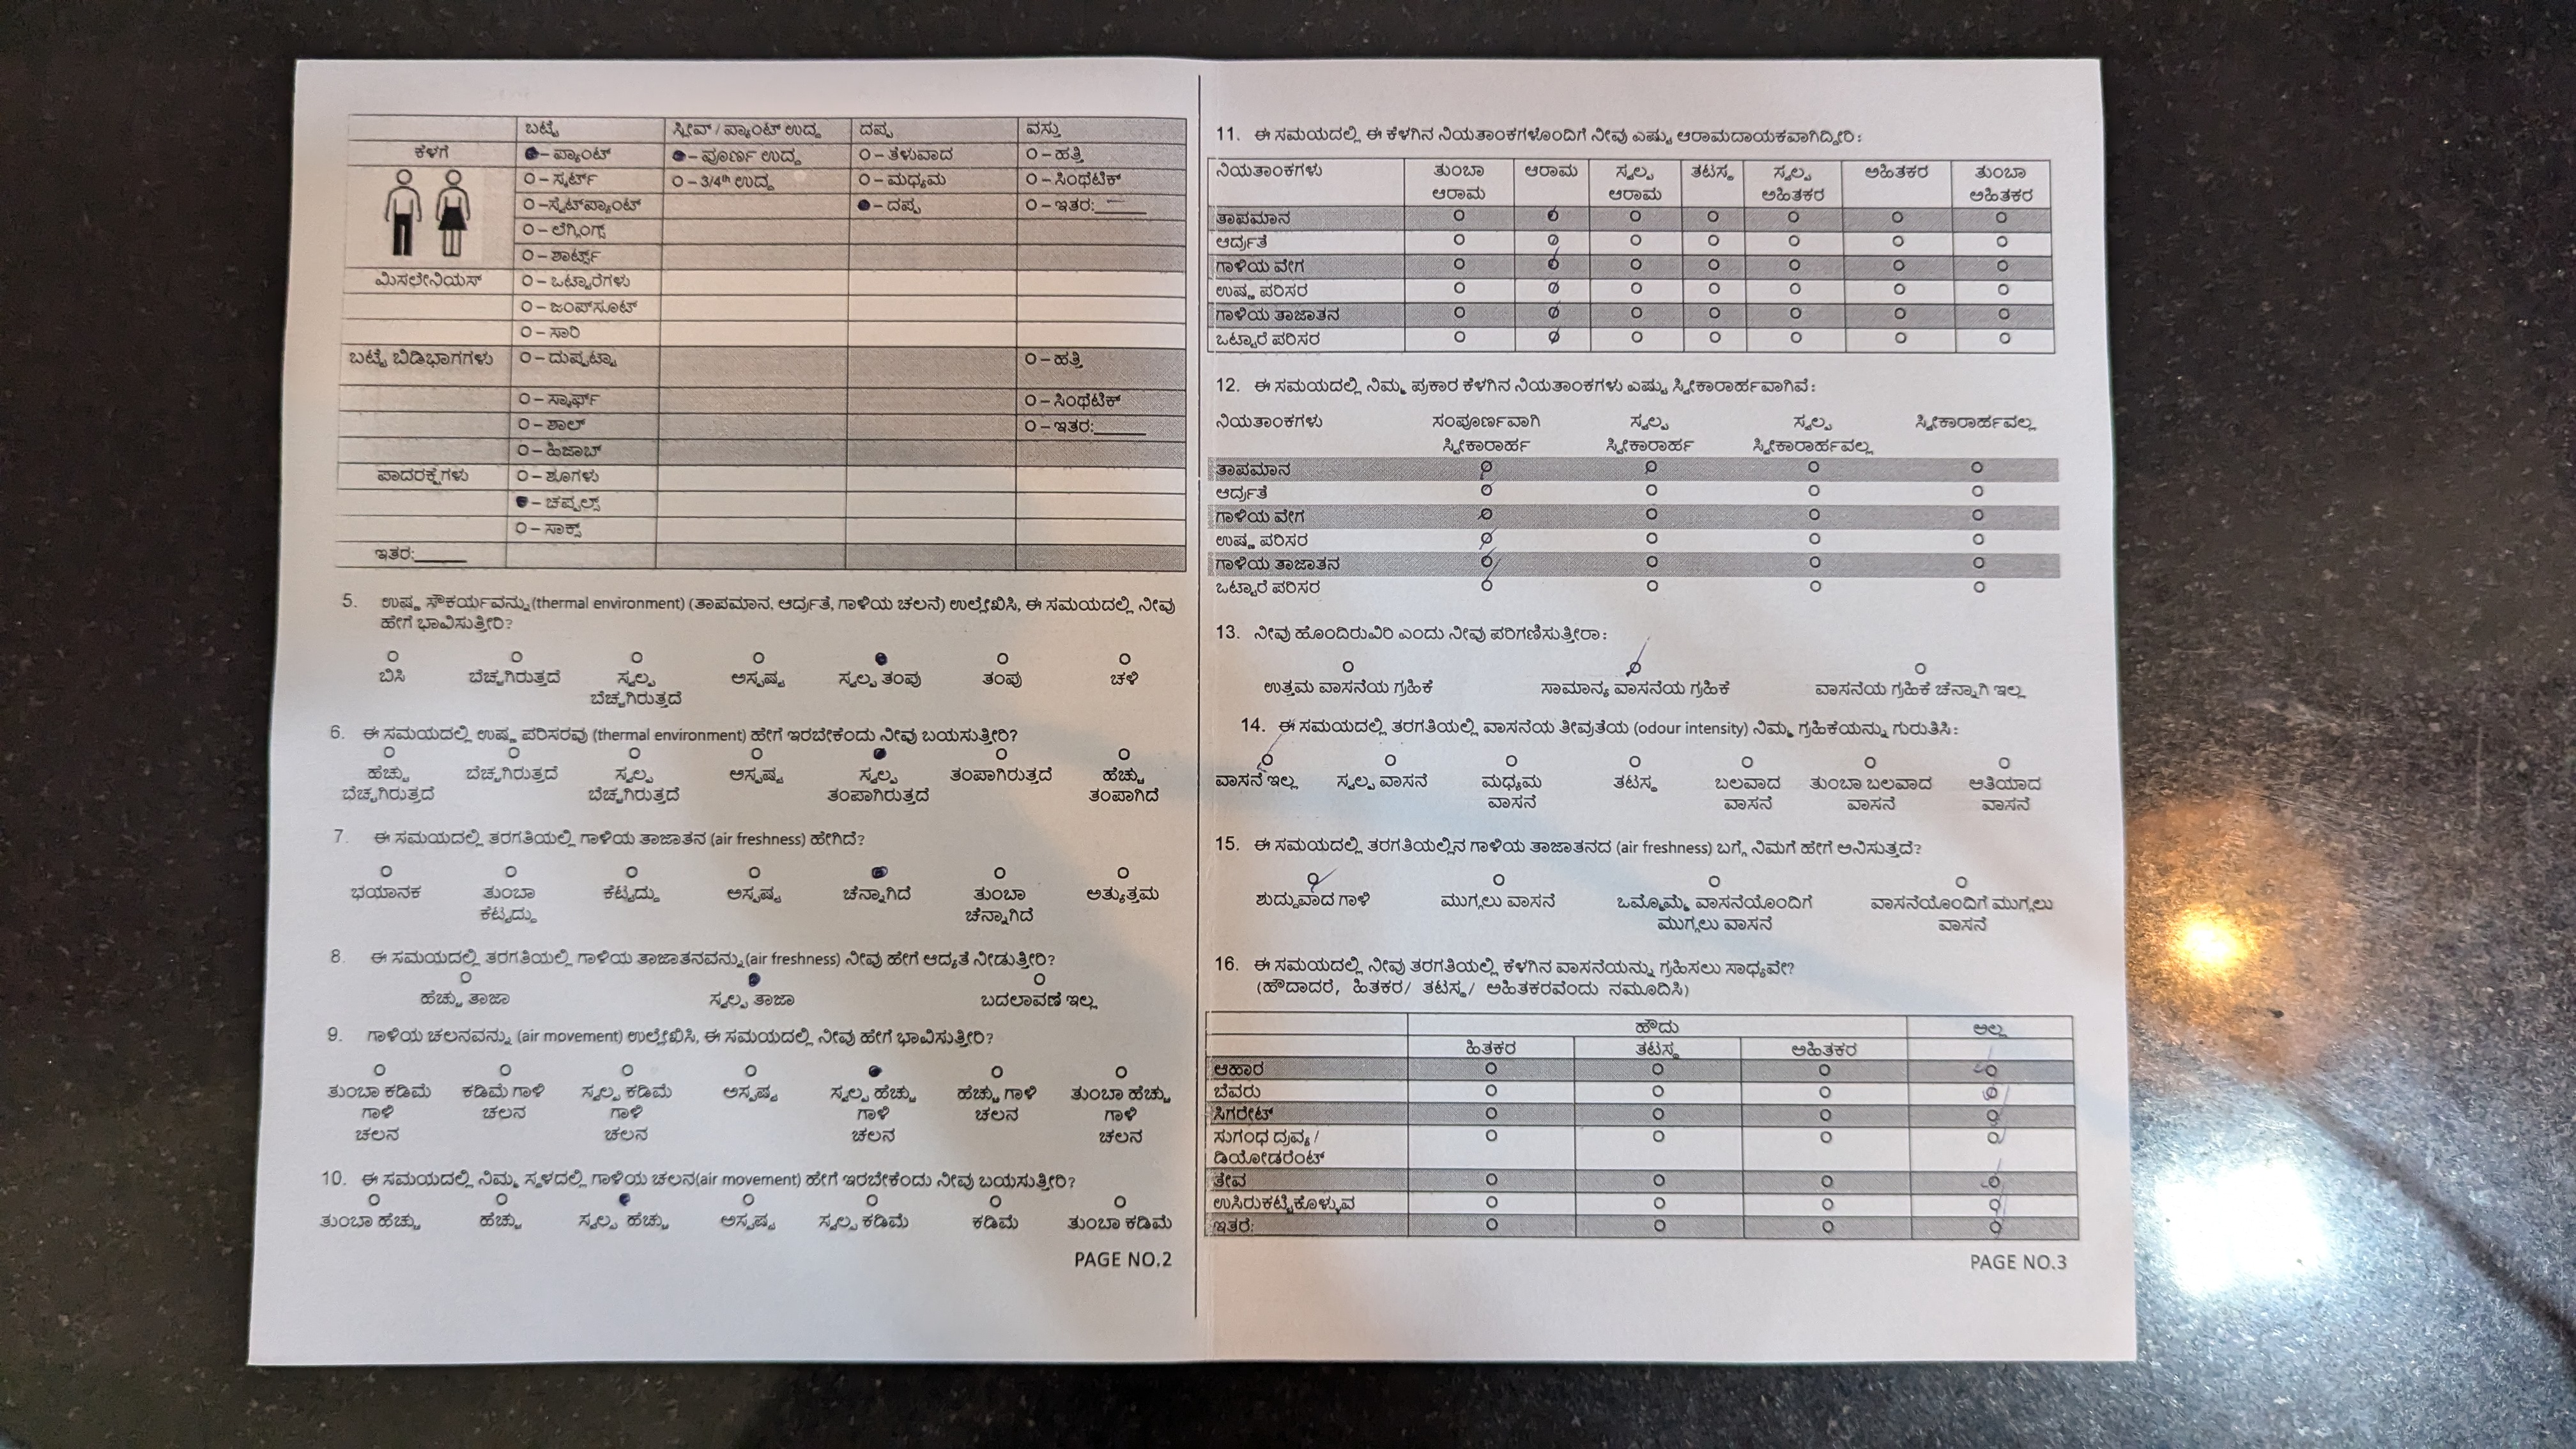 ಬಟ್ಟೆ ಸ್ಲೀವ್ / ಪ್ಯಾಂಟ್ ಉದ್ದ ದಪ್ಪ ವಸ್ತು
ಕೆಳಗೆ - ಪ್ಯಾಂಟ್ - ಪೂರ್ಣ ಉದ್ದ O - ತೆಳುವಾದ O - ಹತ್ತಿ
O - ಸ್ಕರ್ಟ್ O - 3/4th ಉದ್ದ O - ಮಧ್ಯಮ O - ಸಿಂಥೆಟಿಕ್
O -ಸ್ವೆಟ್‌ಪ್ಯಾಂಟ್ - ದಪ್ಪ O - ಇತರ:_____
O - ಲೆಗ್ಗಿಂಗ್ಸ್
O - ಶಾರ್ಟ್ಸ್
ಮಿಸಲೇನಿಯಸ್ O - ಒಟ್ಟಾರೆಗಳು
O - ಜಂಪ್‌ಸೂಟ್
O - ಸಾರಿ
ಬಟ್ಟೆ ಬಿಡಿಭಾಗಗಳು O - ದುಪ್ಪಟ್ಟಾ O - ಹತ್ತಿ
O - ಸ್ಕಾರ್ಫ್ O - ಸಿಂಥೆಟಿಕ್
O - ಶಾಲ್ O - ಇತರ:_____
O - ಹಿಜಾಬ್
ಪಾದರಕ್ಷೆಗಳು O - ಶೂಗಳು
- ಚಪ್ಪಲ್ಸ್
O - ಸಾಕ್ಸ್
ಇತರ:_____
5. ಉಷ್ಣ ಸೌಕರ್ಯವನ್ನು (thermal environment) (ತಾಪಮಾನ, ಆರ್ದ್ರತೆ, ಗಾಳಿಯ ಚಲನೆ) ಉಲ್ಲೇಖಿಸಿ, ಈ ಸಮಯದಲ್ಲಿ ನೀವು
ಹೇಗೆ ಭಾವಿಸುತ್ತೀರಿ?
ಬಿಸಿ ಬೆಚ್ಚಗಿರುತ್ತದೆ ಸ್ವಲ್ಪ ಅಸ್ಪಷ್ಟ ಸ್ವಲ್ಪ ತಂಪು ತಂಪು ಚಳಿ
ಬೆಚ್ಚಗಿರುತ್ತದೆ
6. ಈ ಸಮಯದಲ್ಲಿ ಉಷ್ಣ ಪರಿಸರವು (thermal environment) ಹೇಗೆ ಇರಬೇಕೆಂದು ನೀವು ಬಯಸುತ್ತೀರಿ?
ಹೆಚ್ಚು ಬೆಚ್ಚಗಿರುತ್ತದೆ ಸ್ವಲ್ಪ ಅಸ್ಪಷ್ಟ ಸ್ವಲ್ಪ ತಂಪಾಗಿರುತ್ತದೆ ಹೆಚ್ಚು
ಬೆಚ್ಚಗಿರುತ್ತದೆ ಬೆಚ್ಚಗಿರುತ್ತದೆ ತಂಪಾಗಿರುತ್ತದೆ ತಂಪಾಗಿದೆ
7. ಈ ಸಮಯದಲ್ಲಿ ತರಗತಿಯಲ್ಲಿ ಗಾಳಿಯ ತಾಜಾತನ (air freshness) ಹೇಗಿದೆ?
ಭಯಾನಕ ತುಂಬಾ ಕೆಟ್ಟದ್ದು ಅಸ್ಪಷ್ಟ ಚೆನ್ನಾಗಿದೆ ತುಂಬಾ ಅತ್ಯುತ್ತಮ
ಕೆಟ್ಟದ್ದು ಚೆನ್ನಾಗಿದೆ
8. ಈ ಸಮಯದಲ್ಲಿ ತರಗತಿಯಲ್ಲಿ ಗಾಳಿಯ ತಾಜಾತನವನ್ನು (air freshness) ನೀವು ಹೇಗೆ ಆದ್ಯತೆ ನೀಡುತ್ತೀರಿ?
ಹೆಚ್ಚು ತಾಜಾ ಸ್ವಲ್ಪ ತಾಜಾ ಬದಲಾವಣೆ ಇಲ್ಲ
9. ಗಾಳಿಯ ಚಲನವನ್ನು (air movement) ಉಲ್ಲೇಖಿಸಿ, ಈ ಸಮಯದಲ್ಲಿ ನೀವು ಹೇಗೆ ಭಾವಿಸುತ್ತೀರಿ?
ತುಂಬಾ ಕಡಿಮೆ ಕಡಿಮೆ ಗಾಳಿ ಸ್ವಲ್ಪ ಕಡಿಮೆ ಅಸ್ಪಷ್ಟ ಸ್ವಲ್ಪ ಹೆಚ್ಚು ಹೆಚ್ಚು ಗಾಳಿ ತುಂಬಾ ಹೆಚ್ಚು
ಗಾಳಿ ಚಲನ ಗಾಳಿ ಗಾಳಿ ಚಲನ ಗಾಳಿ
ಚಲನ ಚಲನ ಚಲನ ಚಲನ
10. ಈ ಸಮಯದಲ್ಲಿ ನಿಮ್ಮ ಸ್ಥಳದಲ್ಲಿ ಗಾಳಿಯ ಚಲನ(air movement) ಹೇಗೆ ಇರಬೇಕೆಂದು ನೀವು ಬಯಸುತ್ತೀರಿ?
ತುಂಬಾ ಹೆಚ್ಚು ಹೆಚ್ಚು ಸ್ವಲ್ಪ ಹೆಚ್ಚು ಅಸ್ಪಷ್ಟ ಸ್ವಲ್ಪ ಕಡಿಮೆ ಕಡಿಮೆ ತುಂಬಾ ಕಡಿಮೆ
PAGE NO.2
11. ಈ ಸಮಯದಲ್ಲಿ ಈ ಕೆಳಗಿನ ನಿಯತಾಂಕಗಳೊಂದಿಗೆ ನೀವು ಎಷ್ಟು ಆರಾಮದಾಯಕವಾಗಿದ್ದೀರಿ:
ನಿಯತಾಂಕಗಳು ತುಂಬಾ ಆರಾಮ ಸ್ವಲ್ಪ ತಟಸ್ಥ ಸ್ವಲ್ಪ ಅಹಿತಕರ ತುಂಬಾ
ಆರಾಮ ಆರಾಮ ಅಹಿತಕರ ಅಹಿತಕರ
ತಾಪಮಾನ
ಆರ್ದ್ರತೆ
ಗಾಳಿಯ ವೇಗ
ಉಷ್ಣ ಪರಿಸರ
ಗಾಳಿಯ ತಾಜಾತನ
ಒಟ್ಟಾರೆ ಪರಿಸರ
12. ಈ ಸಮಯದಲ್ಲಿ ನಿಮ್ಮ ಪ್ರಕಾರ ಕೆಳಗಿನ ನಿಯತಾಂಕಗಳು ಎಷ್ಟು ಸ್ವೀಕಾರಾರ್ಹವಾಗಿವೆ:
ನಿಯತಾಂಕಗಳು ಸಂಪೂರ್ಣವಾಗಿ ಸ್ವಲ್ಪ ಸ್ವಲ್ಪ ಸ್ವೀಕಾರಾರ್ಹವಲ್ಲ
ಸ್ವೀಕಾರಾರ್ಹ ಸ್ವೀಕಾರಾರ್ಹ ಸ್ವೀಕಾರಾರ್ಹವಲ್ಲ
ತಾಪಮಾನ
ಆರ್ದ್ರತೆ
ಗಾಳಿಯ ವೇಗ
ಉಷ್ಣ ಪರಿಸರ
ಗಾಳಿಯ ತಾಜಾತನ
ಒಟ್ಟಾರೆ ಪರಿಸರ
13. ನೀವು ಹೊಂದಿರುವಿರಿ ಎಂದು ನೀವು ಪರಿಗಣಿಸುತ್ತೀರಾ:
ಉತ್ತಮ ವಾಸನೆಯ ಗ್ರಹಿಕೆ ಸಾಮಾನ್ಯ ವಾಸನೆಯ ಗ್ರಹಿಕೆ ವಾಸನೆಯ ಗ್ರಹಿಕೆ ಚೆನ್ನಾಗಿ ಇಲ್ಲ
14. ಈ ಸಮಯದಲ್ಲಿ ತರಗತಿಯಲ್ಲಿ ವಾಸನೆಯ ತೀವ್ರತೆಯ (odour intensity) ನಿಮ್ಮ ಗ್ರಹಿಕೆಯನ್ನು ಗುರುತಿಸಿ:
ವಾಸನೆ ಇಲ್ಲ ಸ್ವಲ್ಪ ವಾಸನೆ ಮಧ್ಯಮ ತಟಸ್ಥ ಬಲವಾದ ತುಂಬಾ ಬಲವಾದ ಅತಿಯಾದ
ವಾಸನೆ ವಾಸನೆ ವಾಸನೆ ವಾಸನೆ
15. ಈ ಸಮಯದಲ್ಲಿ ತರಗತಿಯಲ್ಲಿನ ಗಾಳಿಯ ತಾಜಾತನದ (air freshness) ಬಗ್ಗೆ ನಿಮಗೆ ಹೇಗೆ ಅನಿಸುತ್ತದೆ?
ಶುದ್ಧವಾದ ಗಾಳಿ ಮುಗ್ಗಲು ವಾಸನೆ ಒಮ್ಮೊಮ್ಮೆ ವಾಸನೆಯೊಂದಿಗೆ ವಾಸನೆಯೊಂದಿಗೆ ಮುಗ್ಗಲು
ಮುಗ್ಗಲು ವಾಸನೆ ವಾಸನೆ
16. ಈ ಸಮಯದಲ್ಲಿ ನೀವು ತರಗತಿಯಲ್ಲಿ ಕೆಳಗಿನ ವಾಸನೆಯನ್ನು ಗ್ರಹಿಸಲು ಸಾಧ್ಯವೇ?
(ಹೌದಾದರೆ, ಹಿತಕರ/ ತಟಸ್ಥ/ ಅಹಿತಕರವೆಂದು ನಮೂದಿಸಿ)
ಹೌದು ಅಲ್ಲ
ಹಿತಕರ ತಟಸ್ಥ ಅಹಿತಕರ
ಆಹಾರ
ಬೆವರು
ಸಿಗರೇಟ್
ಸುಗಂಧ ದ್ರವ್ಯ /
ಡಿಯೋಡರೆಂಟ್
ತೇವ
ಉಸಿರುಕಟ್ಟಿಕೊಳ್ಳುವ
ಇತರೆ:
PAGE NO.3